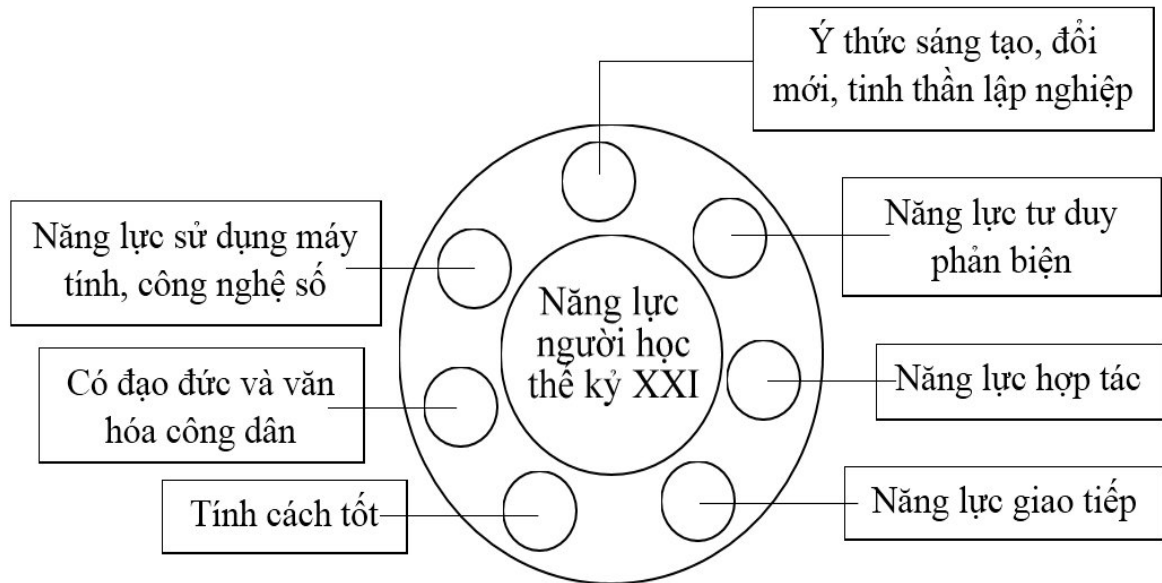 Ý thức sáng tạo, đổi
mới, tinh thần lập nghiệp
Năng lực tư duy
phản biện
Năng lực sử dụng máy
tính, công nghệ số
Năng lực
người học
thế kỷ XXI
Năng lực hợp tác
Có đạo đức và văn
hóa công dân
Năng lực giao tiếp
Tính cách tốt